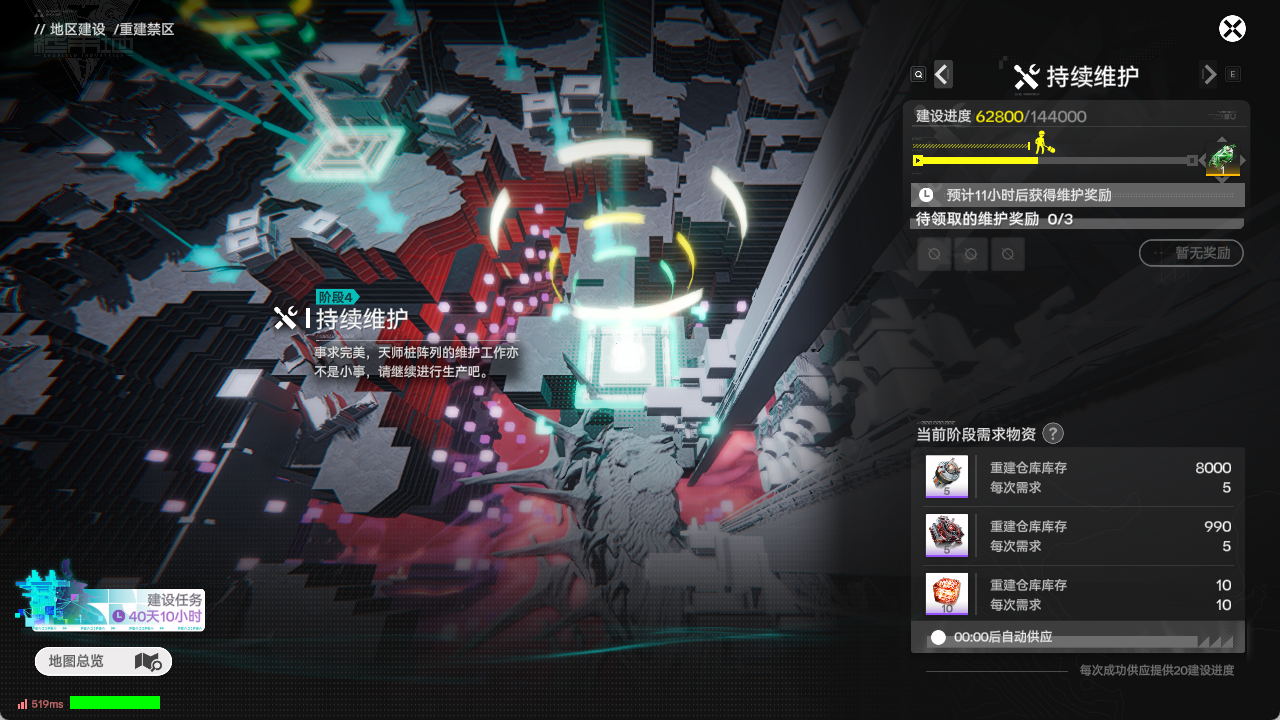 // 地区建设 /重建禁区
Q
持续维护
E
建设进度 62800/144000
1
预计11小时后获得维护奖励
待领取的维护奖励 0/3
暂无奖励
阶段4
持续维护
事求完美，天师桩阵列的维护工作亦
不是小事，请继续进行生产吧。
当前阶段需求物资 ?
重建仓库库存 8000
5
每次需求 5
重建仓库库存 990
5
每次需求 5
重建仓库库存 10
10
每次需求 10
00:00后自动供应
每次成功供应提供20建设进度
建设任务
40天10小时
地图总览
519ms